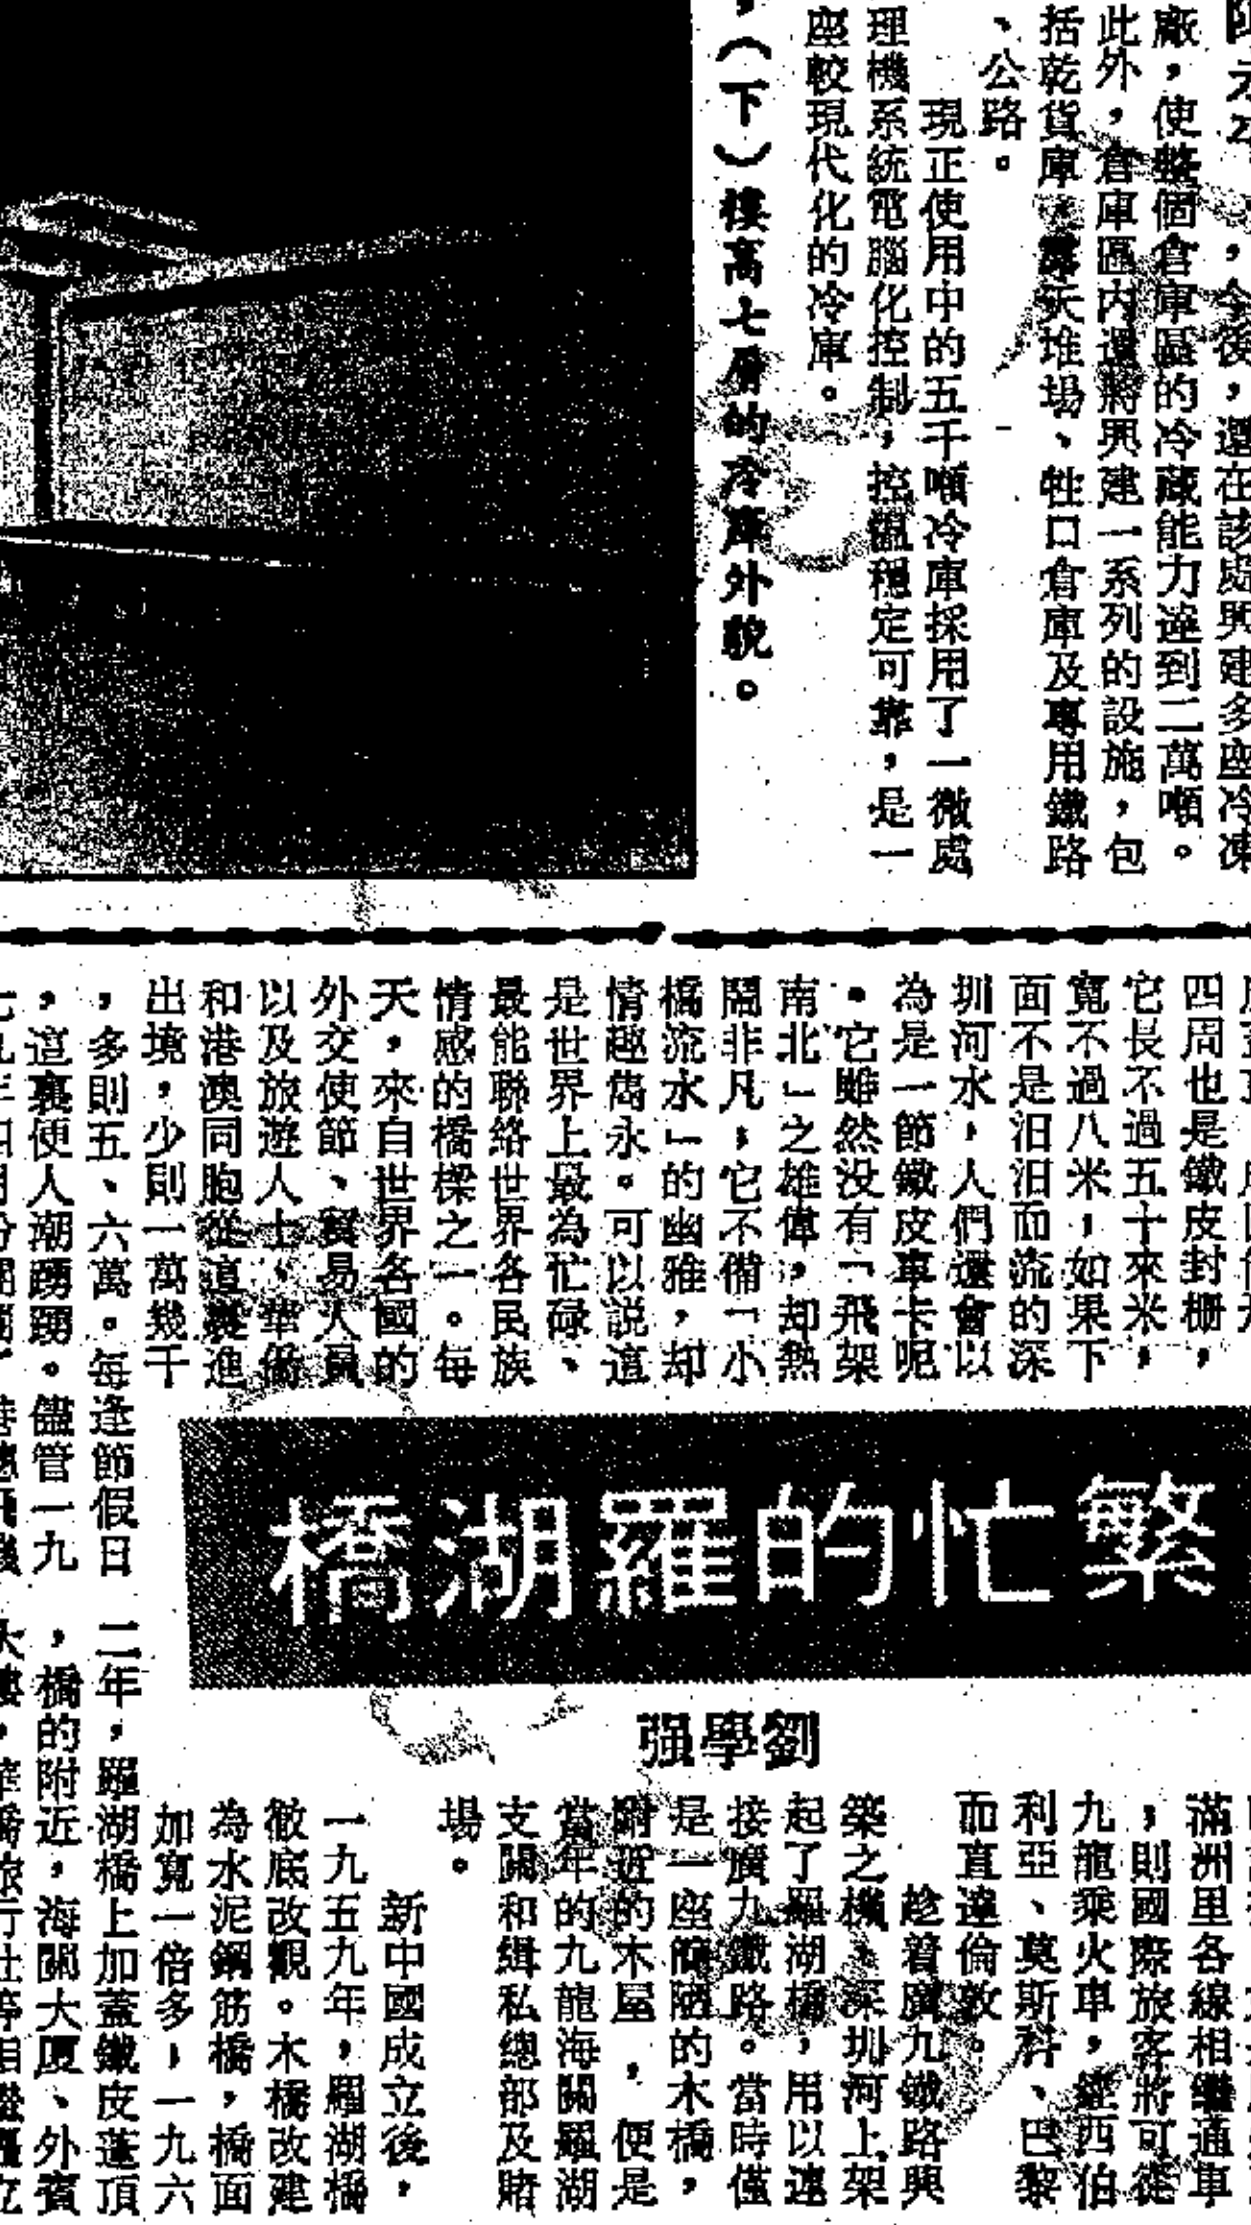 ，今後，還在該處興建多座冷凍
廠，使整個倉庫區的冷藏能力達到二萬噸。
此外，倉庫區內還將興建一系列的設施，包
括乾貨庫、露天堆場、牲口倉庫及專用鐵路
、公路。
現正使用中的五千噸冷庫採用了一微處
理機系統電腦化控制，控溫穩定可靠，是一
座較現代化的冷庫。
，（下）樓高七層的冷庫外貌。
繁忙的羅湖橋
劉學强
四周也是鐵皮封柵，
它長不過五十來米，
寬不過八米，如果下
面不是汨汨而流的深
圳河水，人們還會以
為是一節鐵皮車卡呢
。它雖然没有「飛架
南北」之雄偉，却熱
鬧非凡，它不備「小
橋流水」的幽雅，却
情趣雋永。可以説這
是世界上最為忙碌、
最能聯絡世界各民族
情感的橋樑之一。每
天，來自世界各國的
外交使節、貿易人員
以及旅遊人士、華僑
和港澳同胞從這裏進
出境，少則一萬幾千
，多則五、六萬。每逢節假日
，這裏便人潮踴踴。儘管一九
滿洲里各線相繼通車
，則國際旅客將可從
九龍乘火車，經西伯
利亞、莫斯科、巴黎
而直達倫敦。
趁着廣九鐵路興
築之機，深圳河上架
起了羅湖橋，用以連
接廣九鐵路。當時僅
是一座簡陋的木橋，
附近的木屋，便是
當年的九龍海關羅湖
支關和緝私總部及賭
場。
新中國成立後，
一九五九年，羅湖橋
徹底改觀。木橋改建
為水泥鋼筋橋，橋面
加寬一倍多，一九六
二年，羅湖橋上加蓋鐵皮蓬頂
，橋的附近，海關大厦、外賓